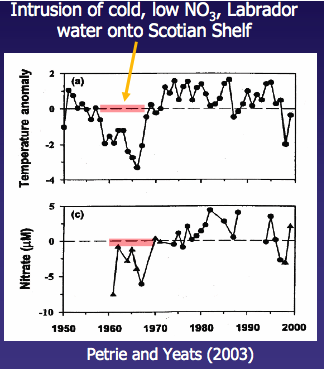 Intrusion of cold, low NO3, Labrador
water onto Scotian Shelf
Temperature anomaly
2
(a)
0
-2
-4
Nitrate (μM)
5
(c)
0
-5
-10
1950 1960 1970 1980 1990 2000
Petrie and Yeats (2003)